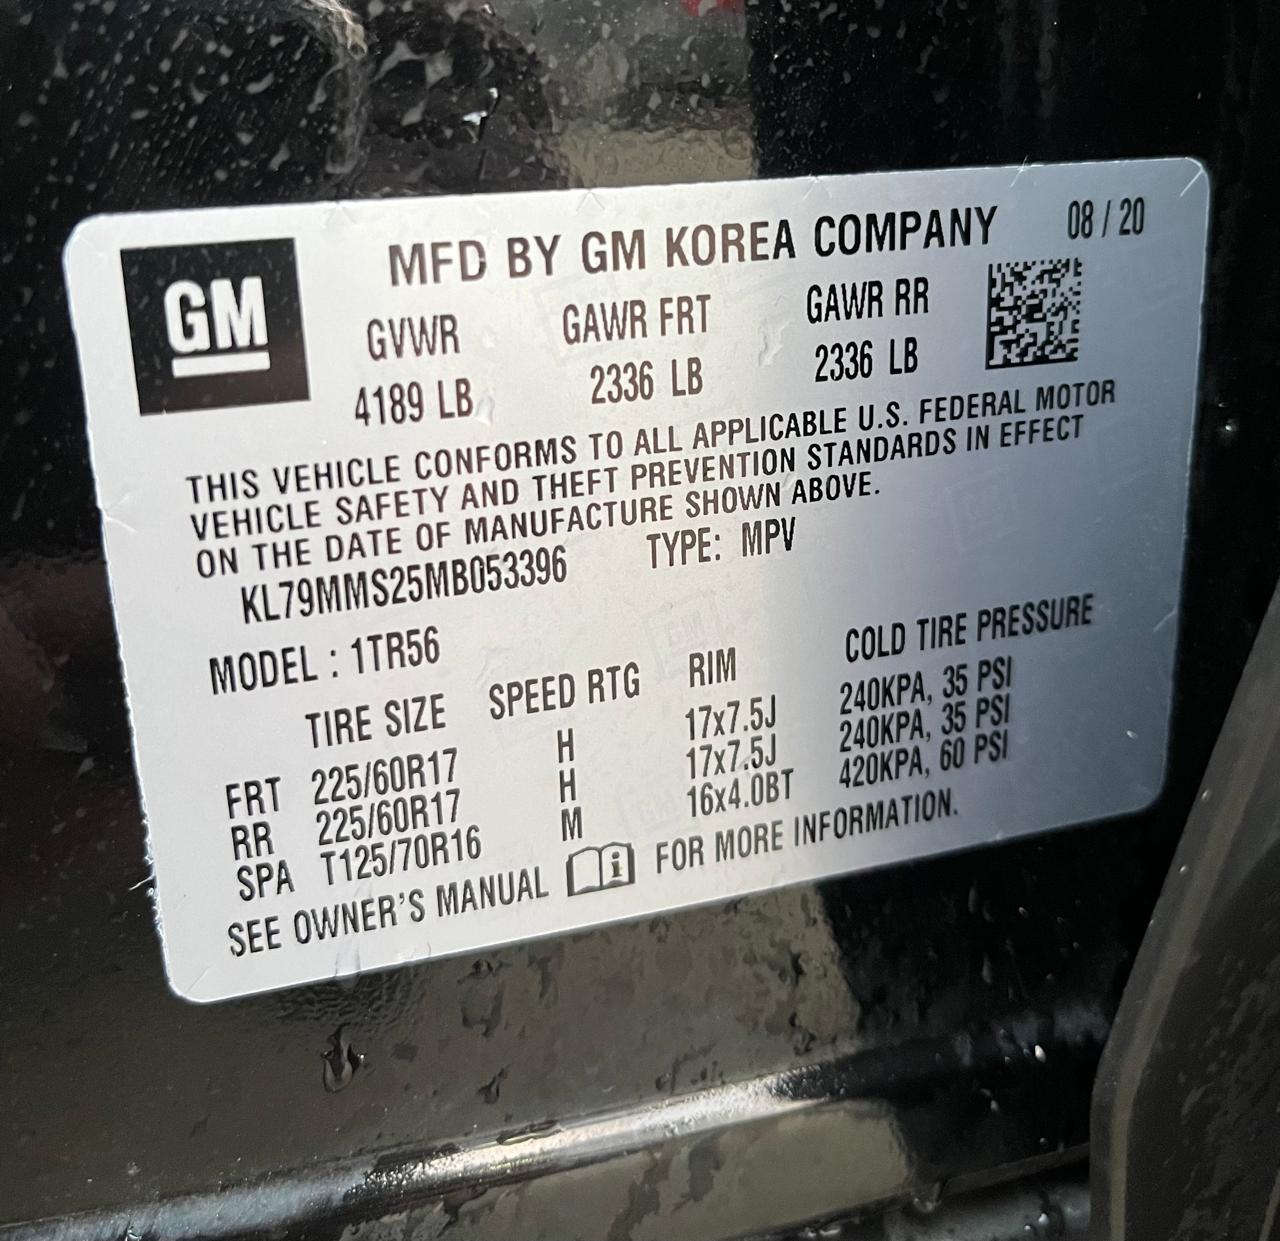 GM
MFD BY GM KOREA COMPANY 08 / 20
GVWR GAWR FRT GAWR RR
4189 LB 2336 LB 2336 LB
THIS VEHICLE CONFORMS TO ALL APPLICABLE U.S. FEDERAL MOTOR
VEHICLE SAFETY AND THEFT PREVENTION STANDARDS IN EFFECT
ON THE DATE OF MANUFACTURE SHOWN ABOVE.
KL79MMS25MB053396 TYPE: MPV
MODEL : 1TR56
TIRE SIZE SPEED RTG RIM COLD TIRE PRESSURE
FRT 225/60R17 H 17x7.5J 240KPA, 35 PSI
RR 225/60R17 H 17x7.5J 240KPA, 35 PSI
SPA T125/70R16 M 16x4.0BT 420KPA, 60 PSI
SEE OWNER'S MANUAL i FOR MORE INFORMATION.